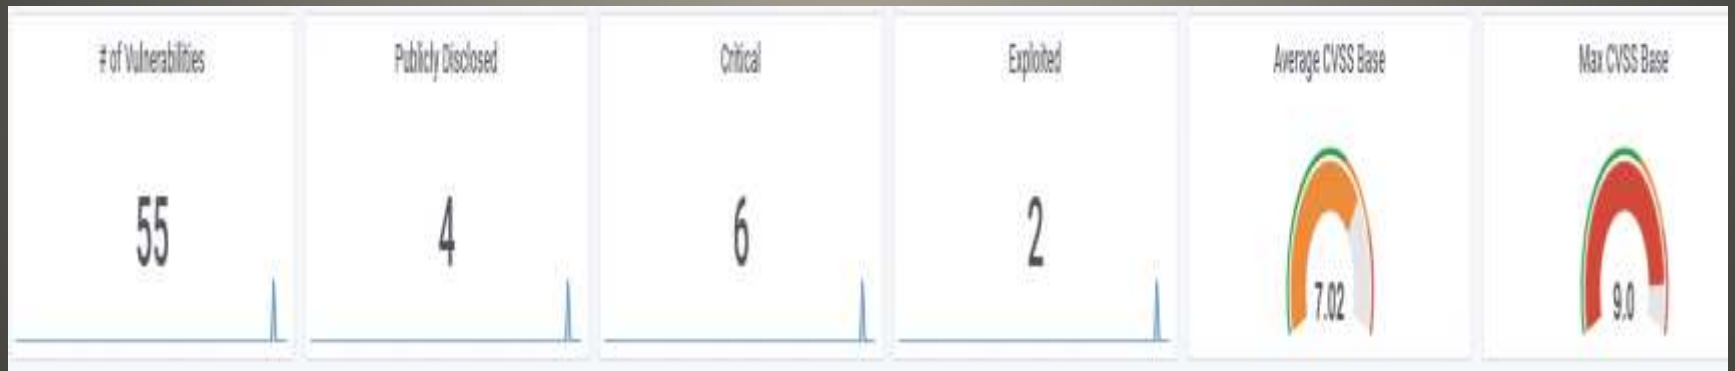 # of Vulnerabilities
55
Publicly Disclosed
4
Critical
6
Exploited
2
Average CVSS Base
7.02
Max CVSS Base
9.0